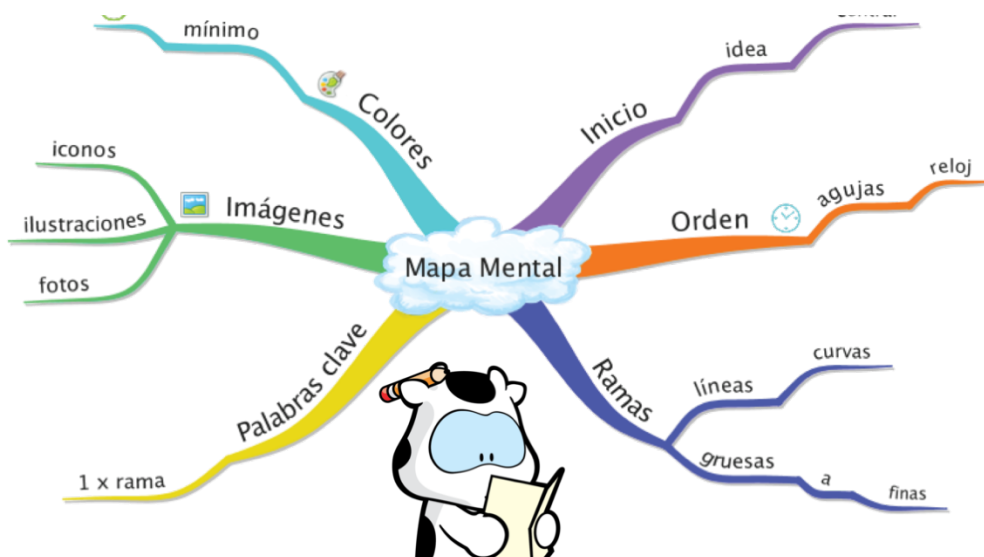 mínimo
Colores
iconos
Imágenes
ilustraciones
fotos
Palabras clave
1 x rama
Mapa Mental
Inicio
idea
Orden
agujas
reloj
Ramas
líneas
curvas
gruesas
a
finas